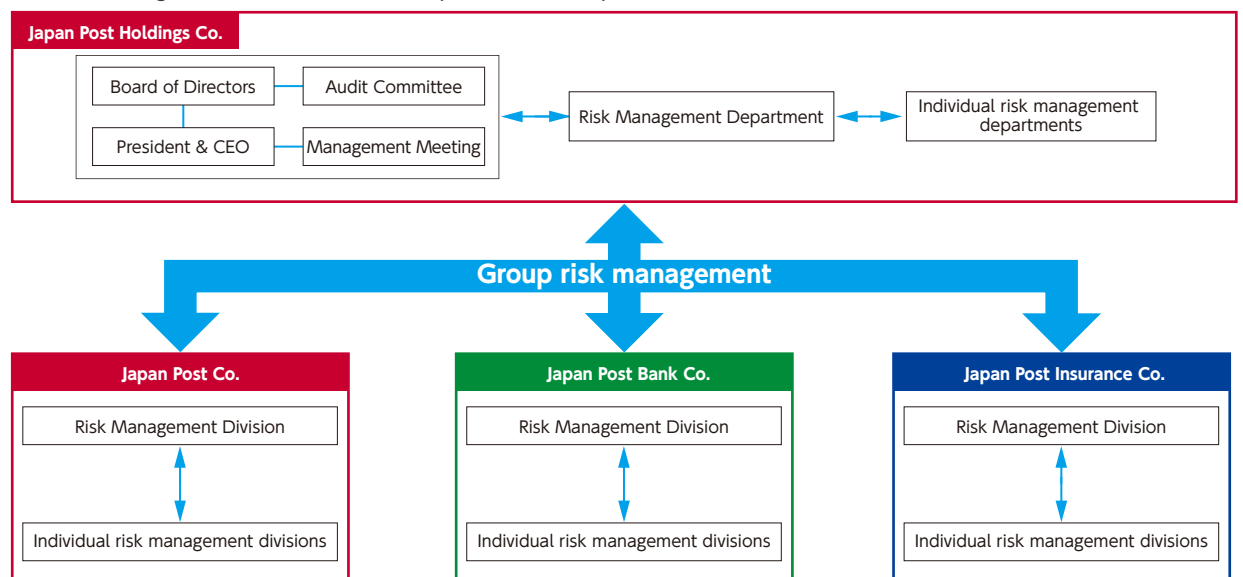 Japan Post Holdings Co.
Board of Directors
Audit Committee
President & CEO
Management Meeting
Risk Management Department
Individual risk management
departments
Group risk management
Japan Post Co.
Risk Management Division
Individual risk management divisions
Japan Post Bank Co.
Risk Management Division
Individual risk management divisions
Japan Post Insurance Co.
Risk Management Division
Individual risk management divisions